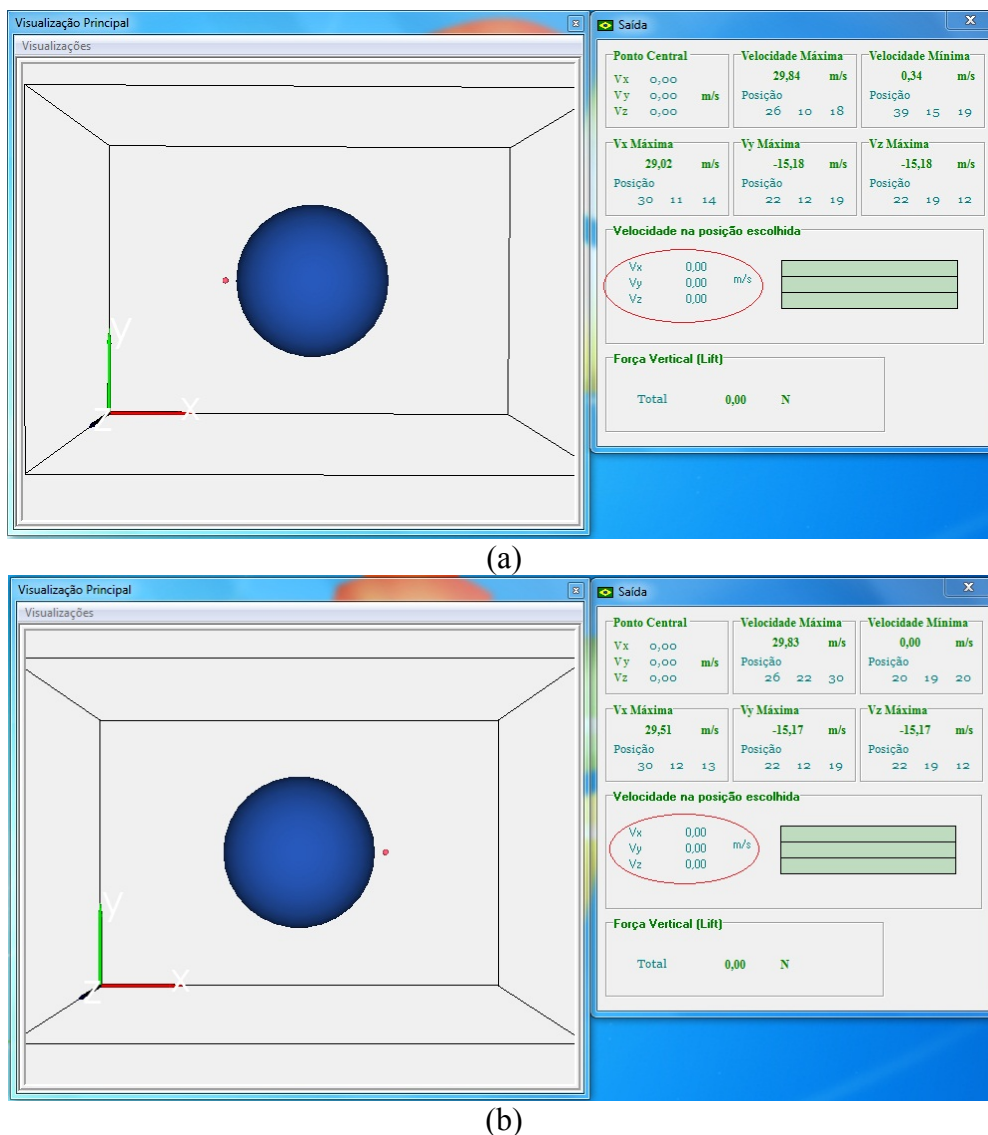 Visualização Principal
Visualizações
y
x
z
Saída
Ponto Central
Vx 0,00
Vy 0,00 m/s
Vz 0,00
Velocidade Máxima
29,84 m/s
Posição
26 10 18
Velocidade Mínima
0,34 m/s
Posição
39 15 19
Vx Máxima
29,02 m/s
Posição
30 11 14
Vy Máxima
-15,18 m/s
Posição
22 12 19
Vz Máxima
-15,18 m/s
Posição
22 19 12
Velocidade na posição escolhida
Vx 0,00
Vy 0,00 m/s
Vz 0,00
Força Vertical (Lift)
Total 0,00 N
(a)
Visualização Principal
Visualizações
y
x
z
Saída
Ponto Central
Vx 0,00
Vy 0,00 m/s
Vz 0,00
Velocidade Máxima
29,83 m/s
Posição
26 22 30
Velocidade Mínima
0,00 m/s
Posição
20 19 20
Vx Máxima
29,51 m/s
Posição
30 12 13
Vy Máxima
-15,17 m/s
Posição
22 12 19
Vz Máxima
-15,17 m/s
Posição
22 19 12
Velocidade na posição escolhida
Vx 0,00
Vy 0,00 m/s
Vz 0,00
Força Vertical (Lift)
Total 0,00 N
(b)